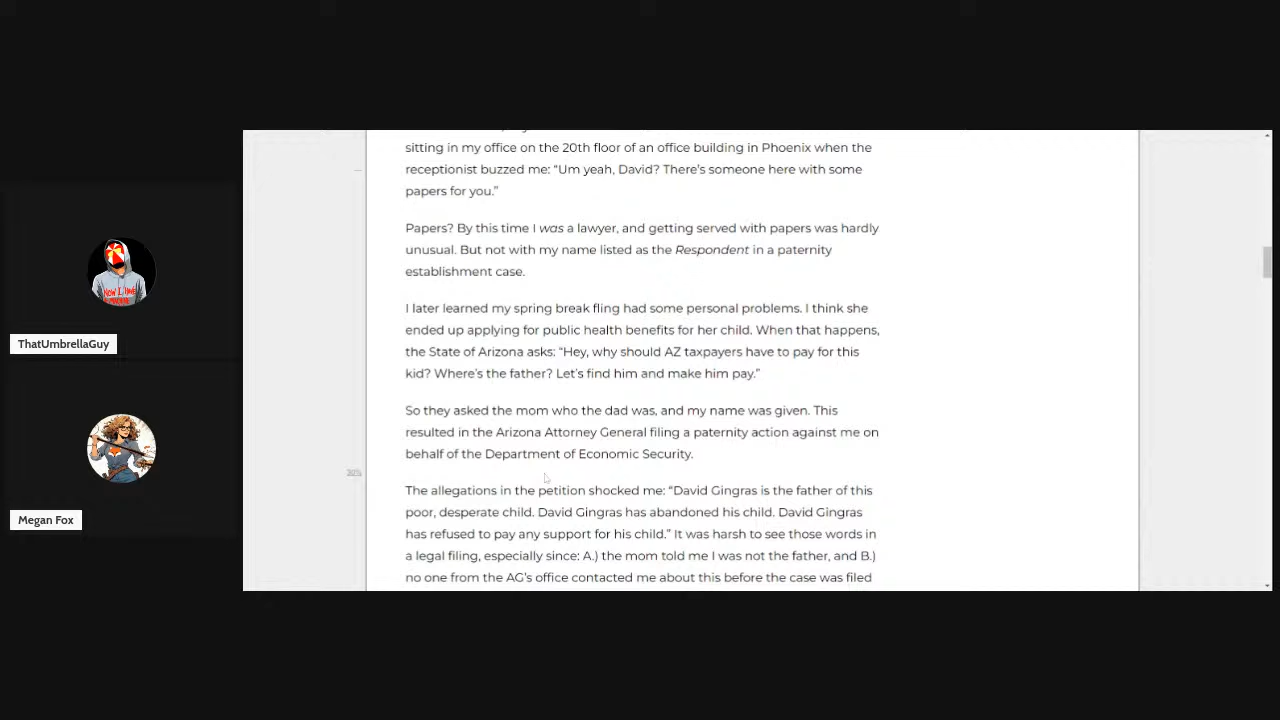 sitting in my office on the 20th floor of an office building in Phoenix when the
receptionist buzzed me: “Um yeah, David? There’s someone here with some
papers for you.”
Papers? By this time I was a lawyer, and getting served with papers was hardly
unusual. But not with my name listed as the Respondent in a paternity
establishment case.
I later learned my spring break fling had some personal problems. I think she
ended up applying for public health benefits for her child. When that happens,
the State of Arizona asks: “Hey, why should AZ taxpayers have to pay for this
kid? Where’s the father? Let’s find him and make him pay.”
So they asked the mom who the dad was, and my name was given. This
resulted in the Arizona Attorney General filing a paternity action against me on
behalf of the Department of Economic Security.
The allegations in the petition shocked me: “David Gingras is the father of this
poor, desperate child. David Gingras has abandoned his child. David Gingras
has refused to pay any support for his child.” It was harsh to see those words in
a legal filing, especially since: A.) the mom told me I was not the father, and B.)
no one from the AG’s office contacted me about this before the case was filed
NOW I HAVE
ThatUmbrellaGuy
Megan Fox